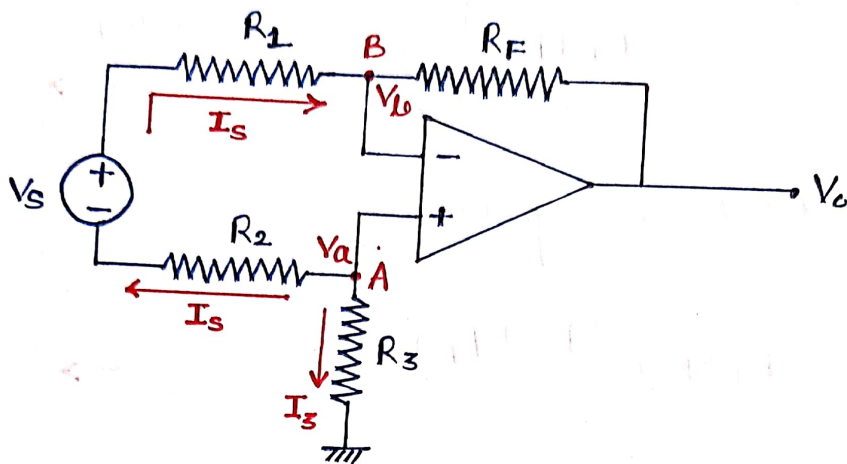 R1
B
RF
Vb
Is
+
-
Vs
-
+
Vo
R2
Va
A
Is
R3
I3